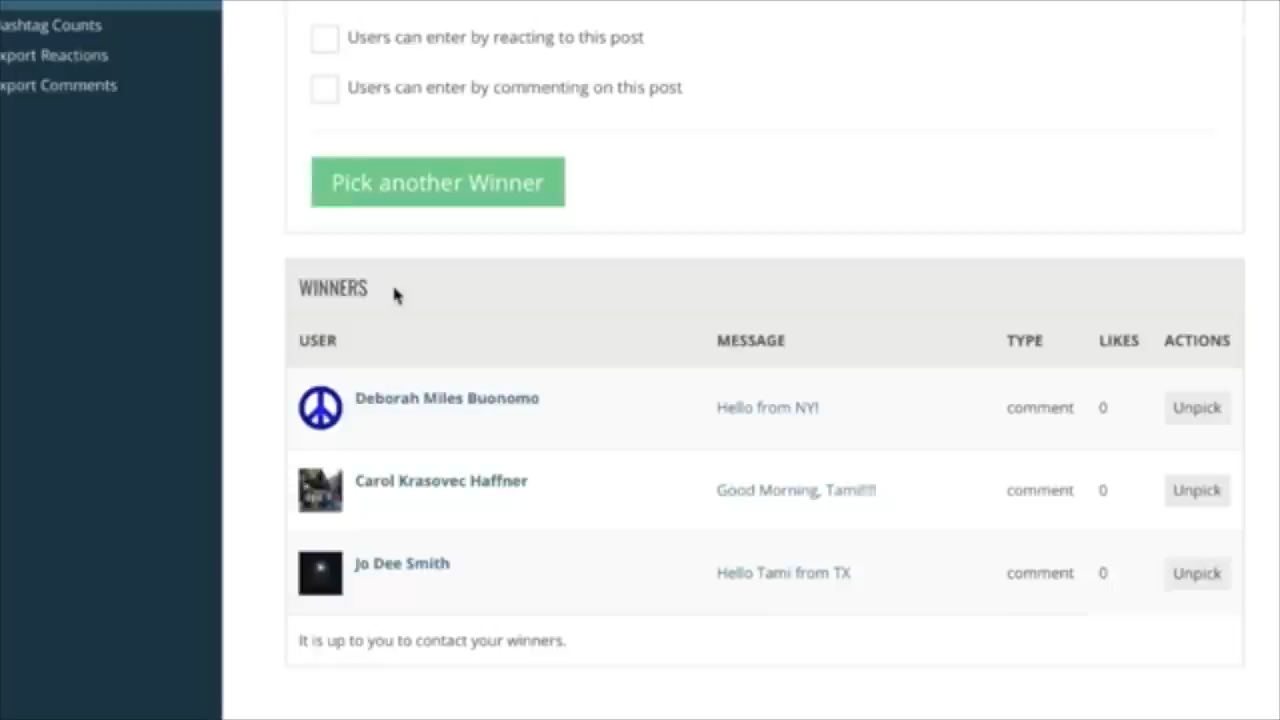 ashtag Counts
xport Reactions
xport Comments
Users can enter by reacting to this post
Users can enter by commenting on this post
Pick another Winner
WINNERS
USER MESSAGE TYPE LIKES ACTIONS
Deborah Miles Buonomo Hello from NY! comment 0 Unpick
Carol Krasovec Haffner Good Morning, Tami!!!! comment 0 Unpick
Jo Dee Smith Hello Tami from TX comment 0 Unpick
It is up to you to contact your winners.